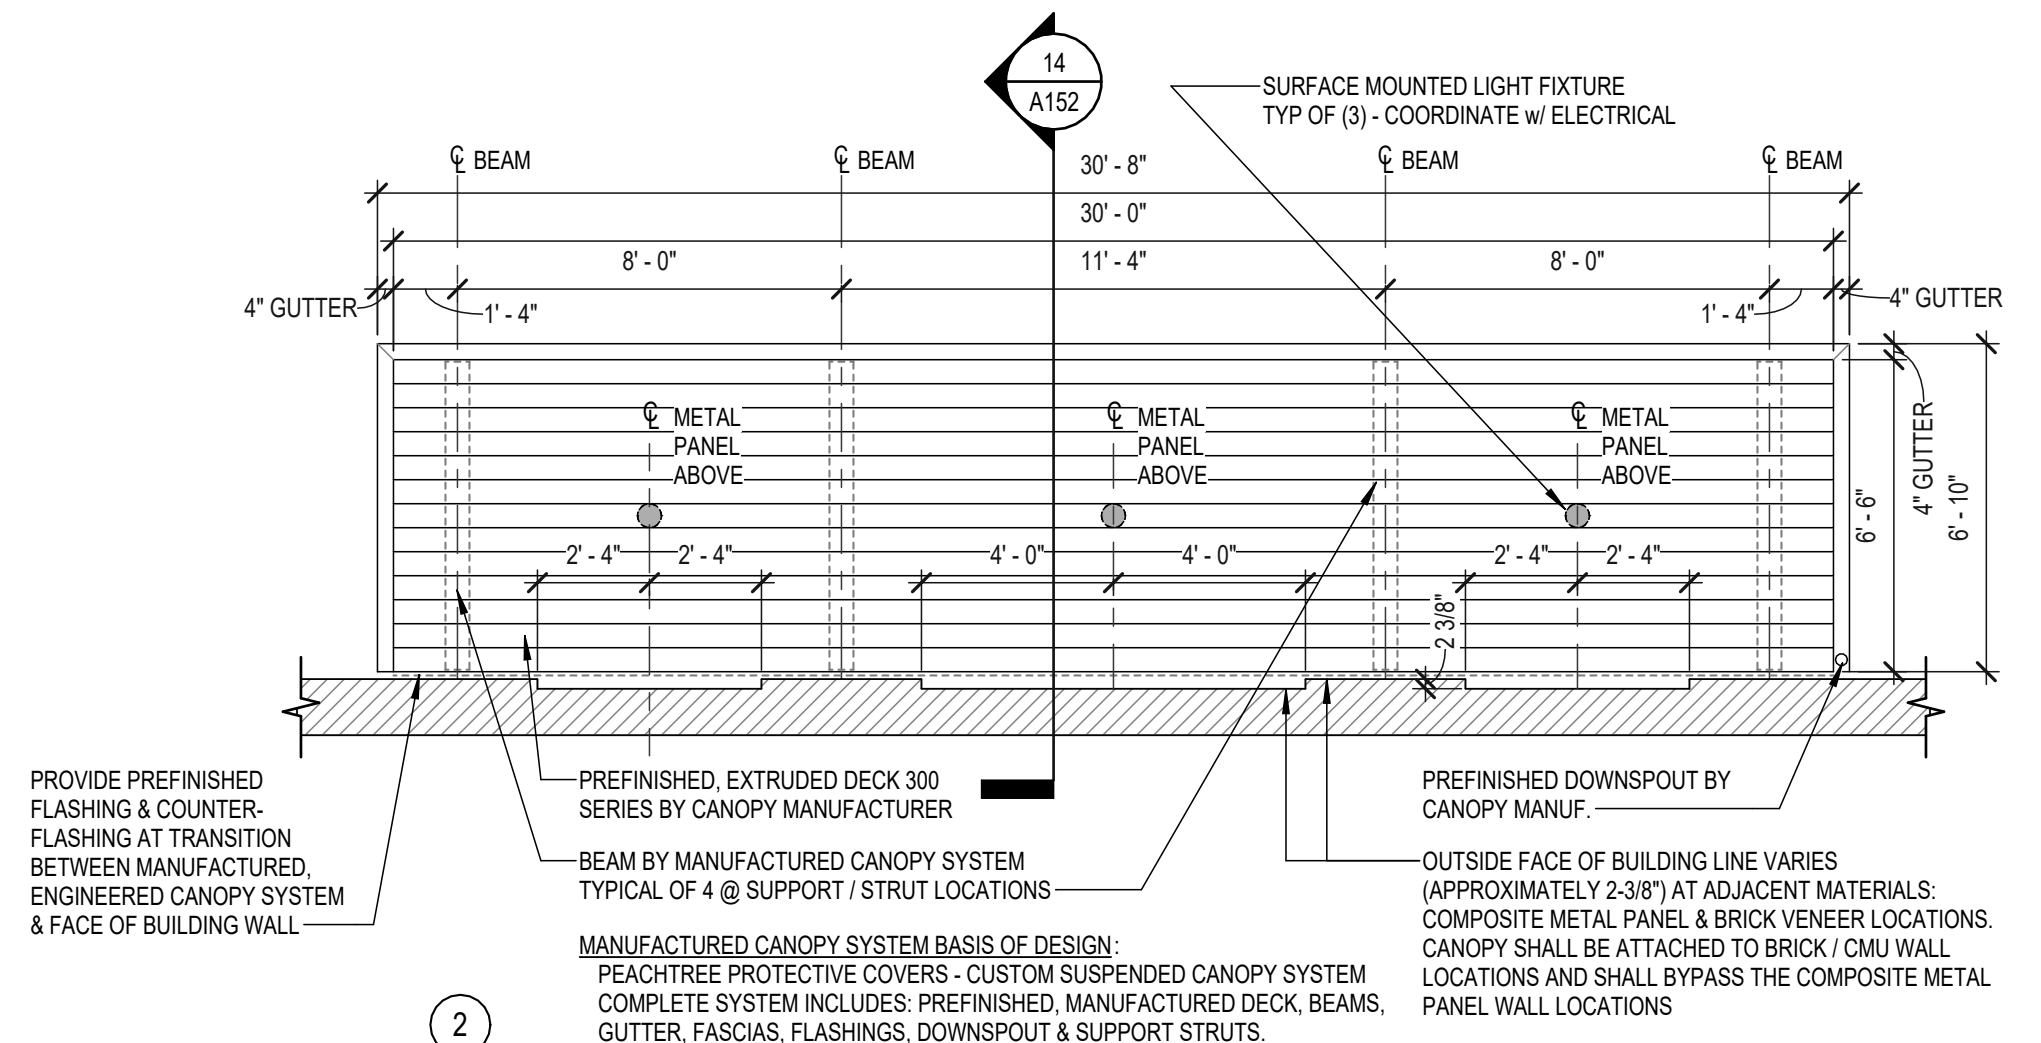 14
A152
SURFACE MOUNTED LIGHT FIXTURE
TYP OF (3) - COORDINATE w/ ELECTRICAL
℄ BEAM
℄ BEAM
℄ BEAM
℄ BEAM
30' - 8"
30' - 0"
8' - 0"
11' - 4"
8' - 0"
4" GUTTER
1' - 4"
1' - 4"
4" GUTTER
℄ METAL
PANEL
ABOVE
℄ METAL
PANEL
ABOVE
℄ METAL
PANEL
ABOVE
4" GUTTER
6' - 6"
6' - 10"
2' - 4"
2' - 4"
4' - 0"
4' - 0"
2' - 4"
2' - 4"
2 3/8"
PROVIDE PREFINISHED
FLASHING & COUNTER-
FLASHING AT TRANSITION
BETWEEN MANUFACTURED,
ENGINEERED CANOPY SYSTEM
& FACE OF BUILDING WALL
PREFINISHED, EXTRUDED DECK 300
SERIES BY CANOPY MANUFACTURER
BEAM BY MANUFACTURED CANOPY SYSTEM
TYPICAL OF 4 @ SUPPORT / STRUT LOCATIONS
MANUFACTURED CANOPY SYSTEM BASIS OF DESIGN:
PEACHTREE PROTECTIVE COVERS - CUSTOM SUSPENDED CANOPY SYSTEM
COMPLETE SYSTEM INCLUDES: PREFINISHED, MANUFACTURED DECK, BEAMS,
GUTTER, FASCIAS, FLASHINGS, DOWNSPOUT & SUPPORT STRUTS.
PREFINISHED DOWNSPOUT BY
CANOPY MANUF.
OUTSIDE FACE OF BUILDING LINE VARIES
(APPROXIMATELY 2-3/8") AT ADJACENT MATERIALS:
COMPOSITE METAL PANEL & BRICK VENEER LOCATIONS.
CANOPY SHALL BE ATTACHED TO BRICK / CMU WALL
LOCATIONS AND SHALL BYPASS THE COMPOSITE METAL
PANEL WALL LOCATIONS
2